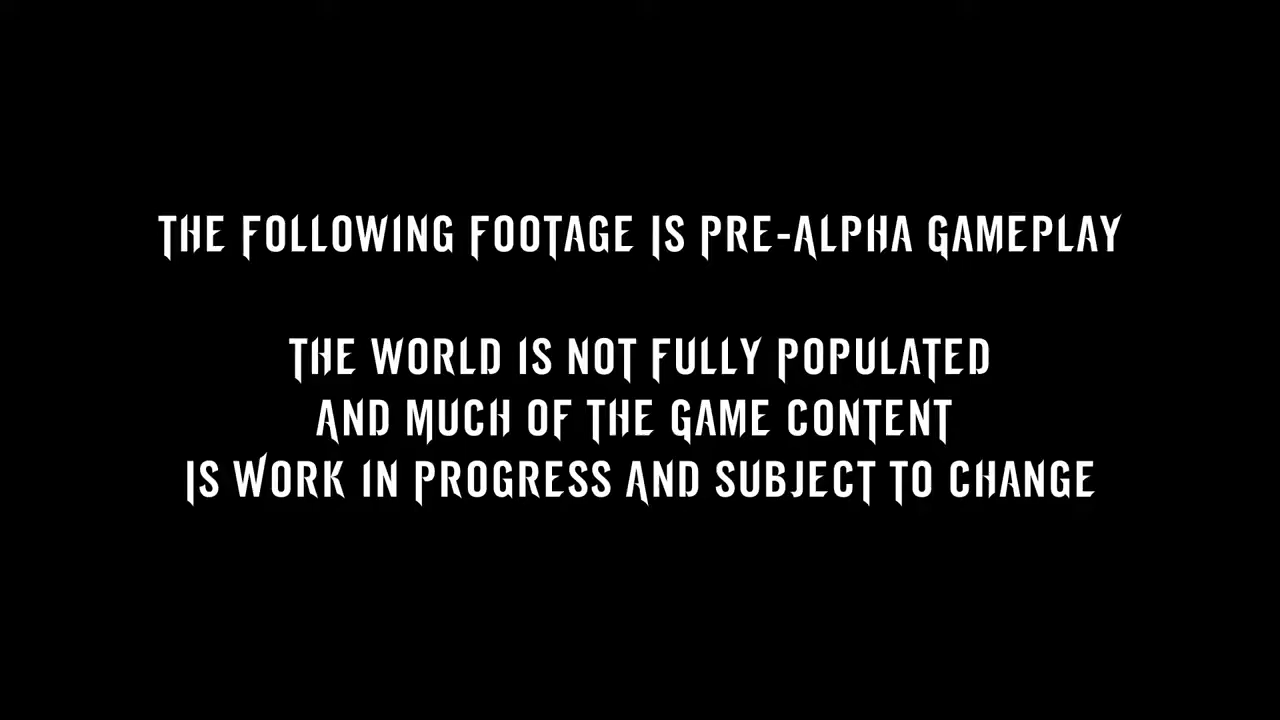 THE FOLLOWING FOOTAGE IS PRE-ALPHA GAMEPLAY
THE WORLD IS NOT FULLY POPULATED
AND MUCH OF THE GAME CONTENT
IS WORK IN PROGRESS AND SUBJECT TO CHANGE